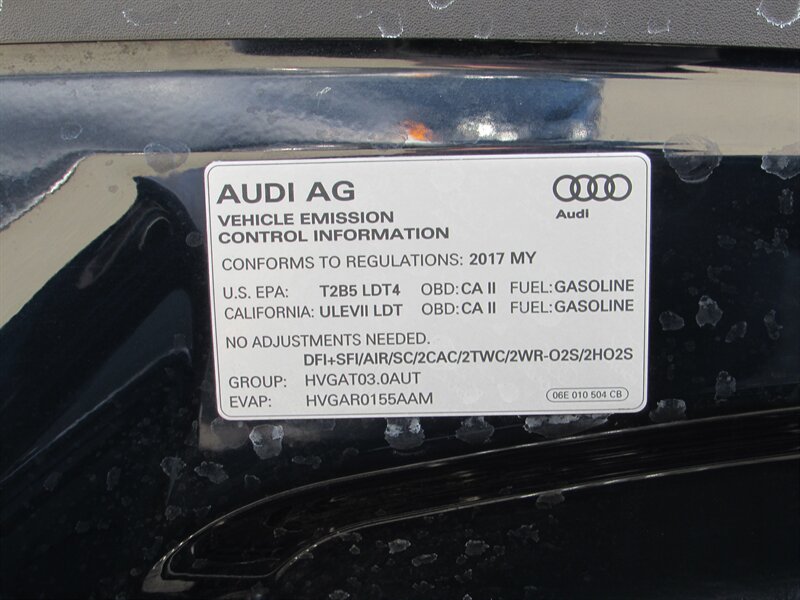 AUDI AG
Audi
VEHICLE EMISSION
CONTROL INFORMATION
CONFORMS TO REGULATIONS: 2017 MY
U.S. EPA: T2B5 LDT4 OBD: CA II FUEL: GASOLINE
CALIFORNIA: ULEVII LDT OBD: CA II FUEL: GASOLINE
NO ADJUSTMENTS NEEDED.
DFI+SFI/AIR/SC/2CAC/2TWC/2WR-O2S/2HO2S
GROUP: HVGAT03.0AUT
EVAP: HVGAR0155AAM
06E 010 504 CB